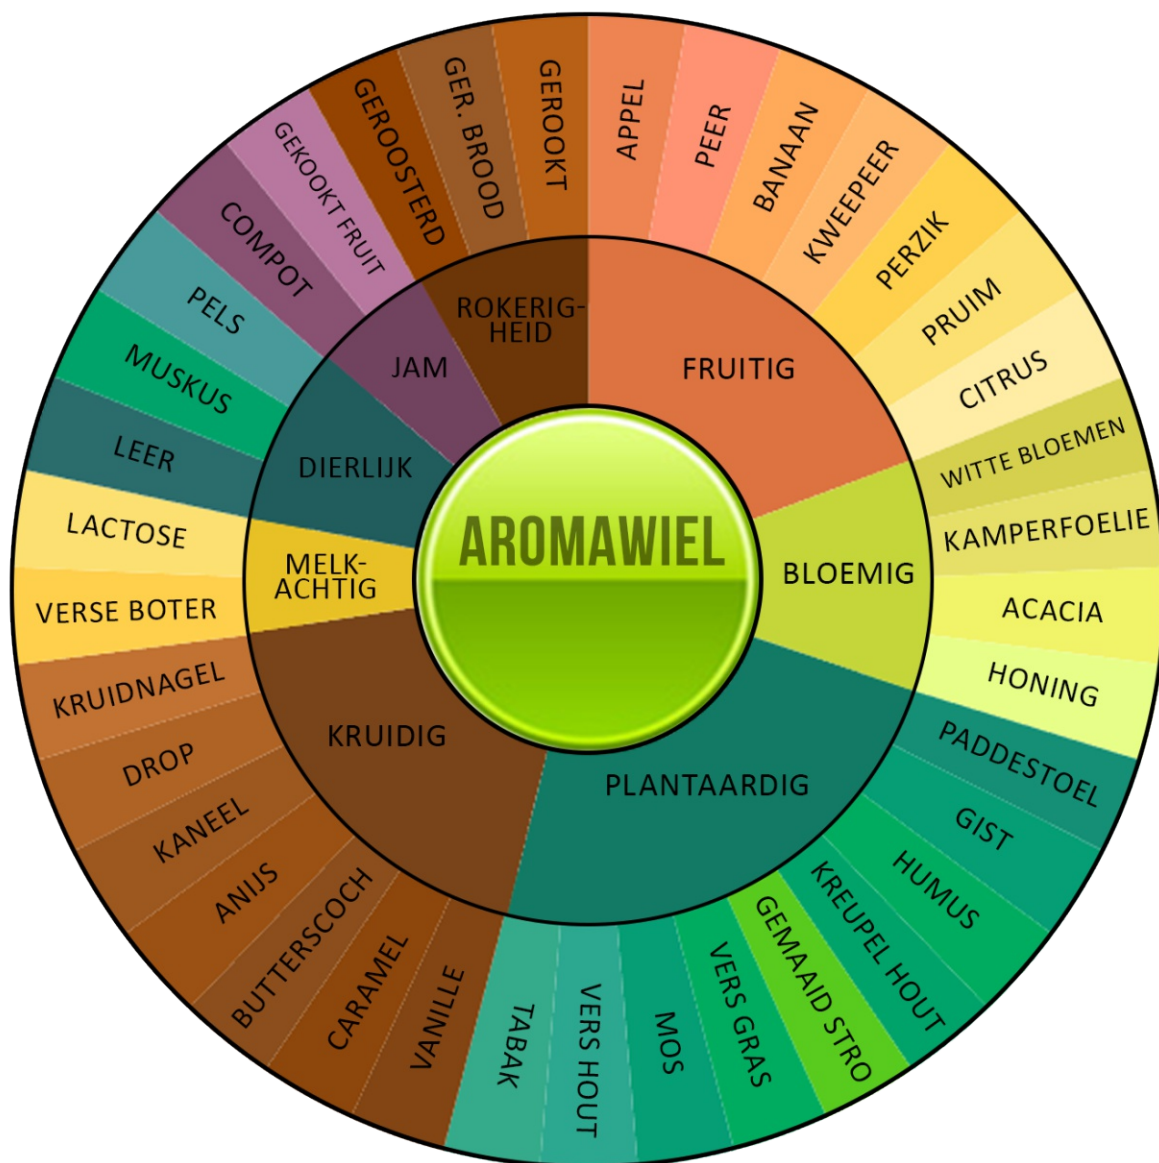 AROMAWIEL
FRUITIG
APPEL
PEER
BANAAN
KWEEPEER
PERZIK
PRUIM
CITRUS
BLOEMIG
WITTE BLOEMEN
KAMPERFOELIE
ACACIA
HONING
PLANTAARDIG
PADDESTOEL
GIST
HUMUS
KREUPEL HOUT
GEMAAID STRO
VERS GRAS
MOS
VERS HOUT
TABAK
KRUIDIG
VANILLE
CARAMEL
BUTTERSCOCH
ANIJS
KANEEL
DROP
KRUIDNAGEL
MELK-
ACHTIG
VERSE BOTER
LACTOSE
DIERLIJK
LEER
MUSKUS
PELS
JAM
COMPOT
GEKOOKT FRUIT
ROKERIG-
HEID
GEROOSTERD
GER. BROOD
GEROOKT